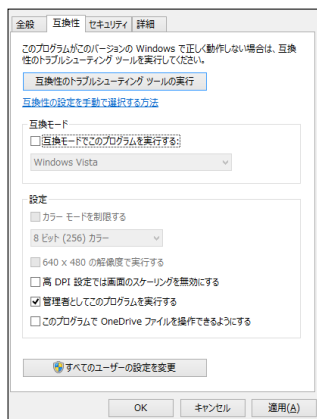 全般 互換性 セキュリティ 詳細
このプログラムがこのバージョンの Windows で正しく動作しない場合は、互換
性のトラブルシューティング ツールを実行してください。
互換性のトラブルシューティング ツールの実行
互換性の設定を手動で選択する方法
互換モード
互換モードでこのプログラムを実行する:
Windows Vista
設定
カラー モードを制限する
8 ビット (256) カラー
640 x 480 の解像度で実行する
高 DPI 設定では画面のスケーリングを無効にする
管理者としてこのプログラムを実行する
このプログラムで OneDrive ファイルを操作できるようにする
すべてのユーザーの設定を変更
OK キャンセル 適用(A)